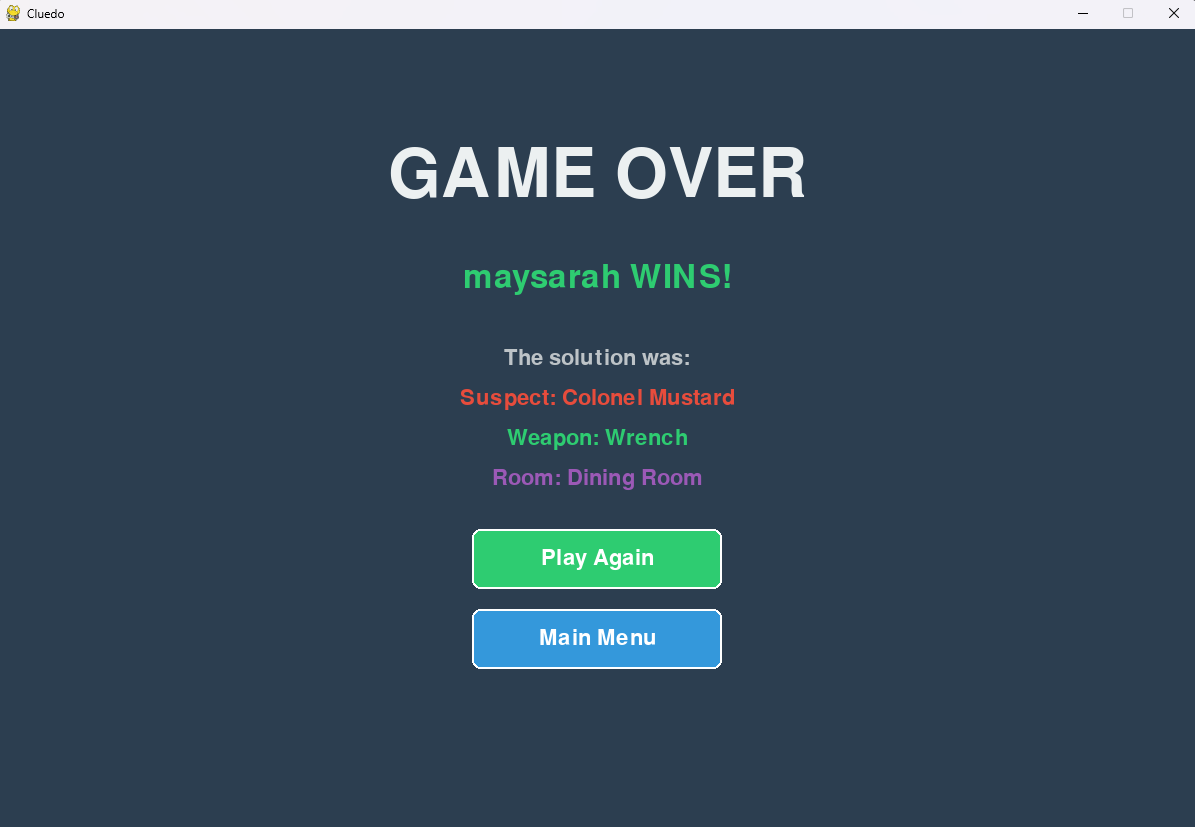 Cluedo
GAME OVER
maysarah WINS!
The solution was:
Suspect: Colonel Mustard
Weapon: Wrench
Room: Dining Room
Play Again
Main Menu